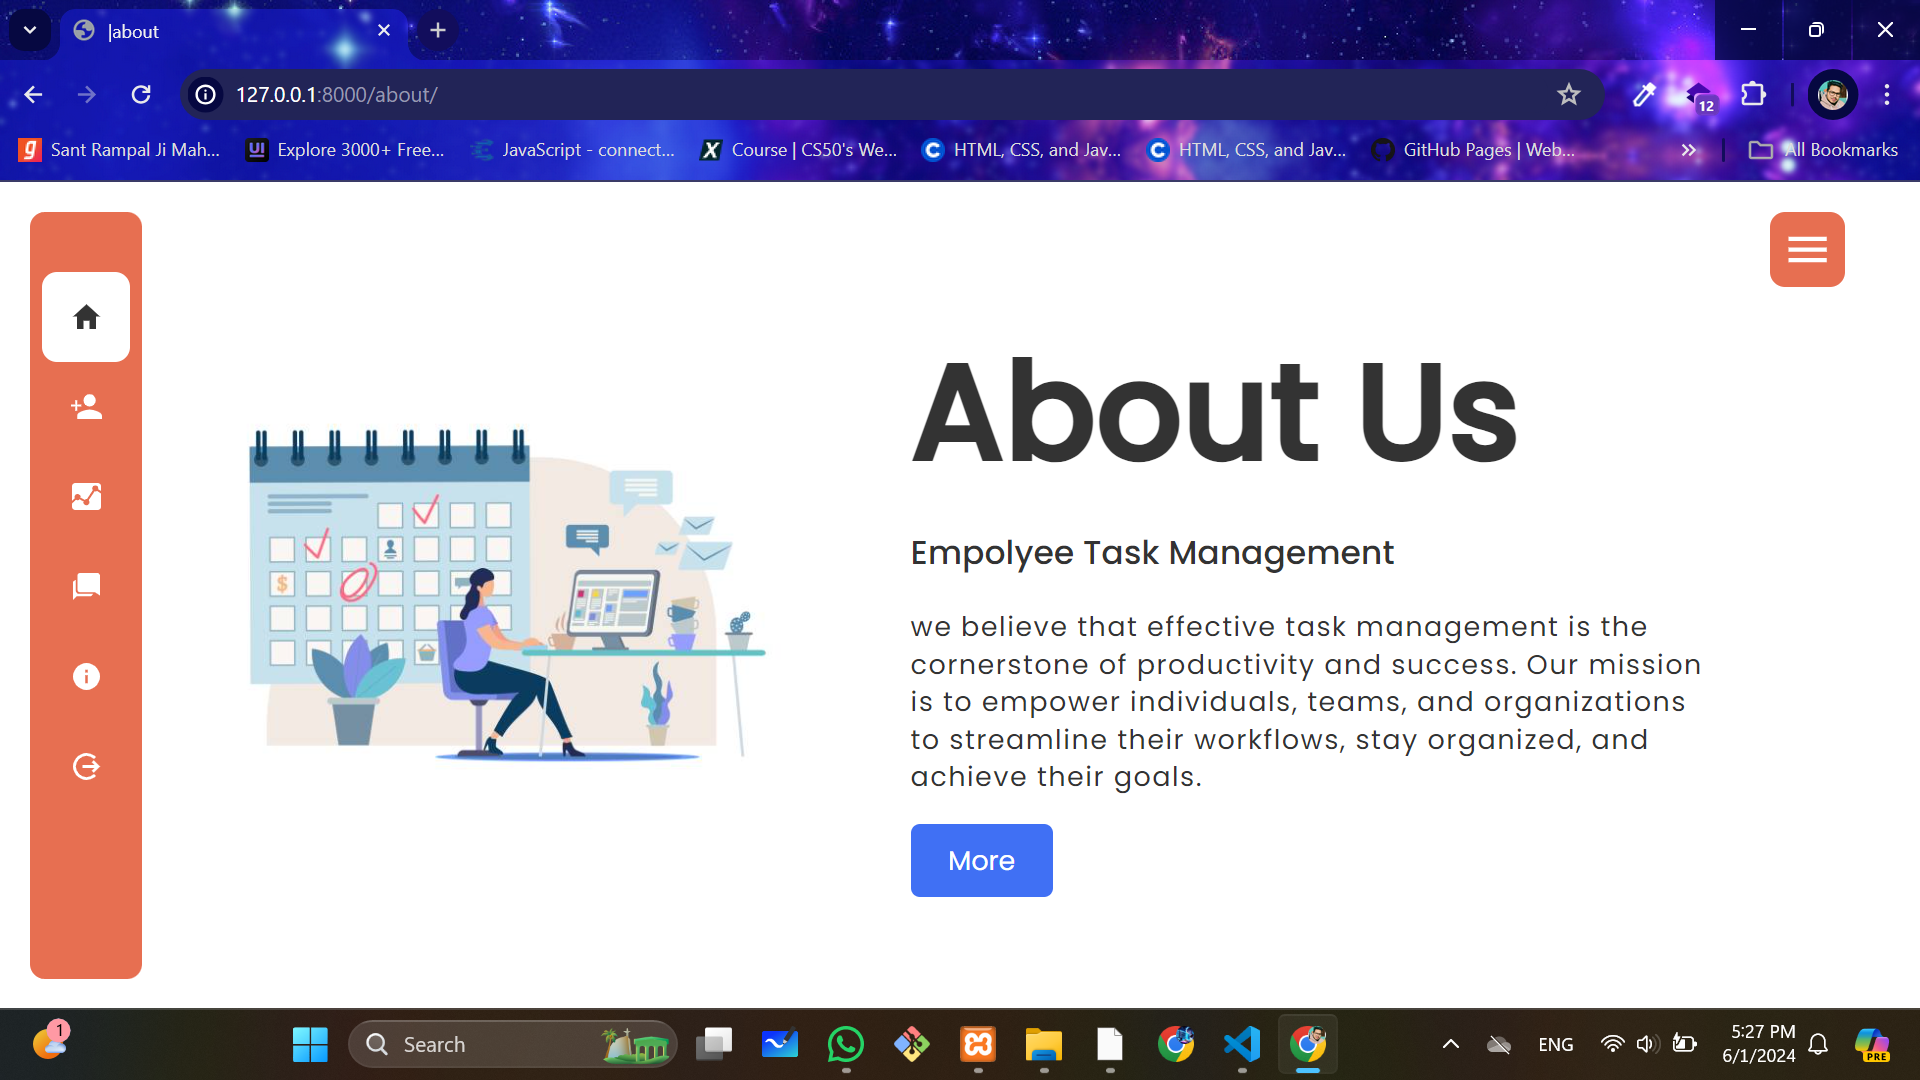 |about
127.0.0.1:8000/about/
12
Sant Rampal Ji Mah...
Explore 3000+ Free...
JavaScript - connect...
Course | CS50's We...
HTML, CSS, and Jav...
HTML, CSS, and Jav...
GitHub Pages | Web...
All Bookmarks
About Us
Empolyee Task Management
we believe that effective task management is the
cornerstone of productivity and success. Our mission
is to empower individuals, teams, and organizations
to streamline their workflows, stay organized, and
achieve their goals.
More
1
Search
ENG
5:27 PM
6/1/2024
PRE